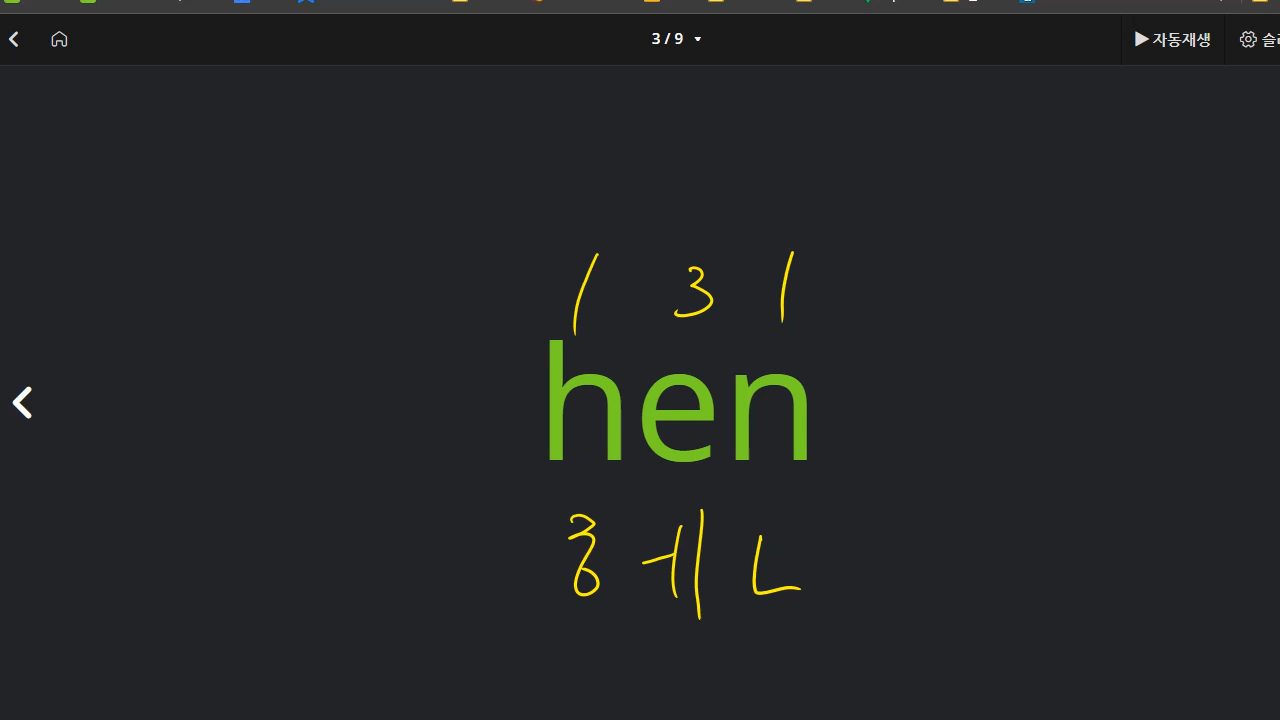 3 / 9
자동재생
1 3 1
hen
ㅎ ㅔ ㄴ